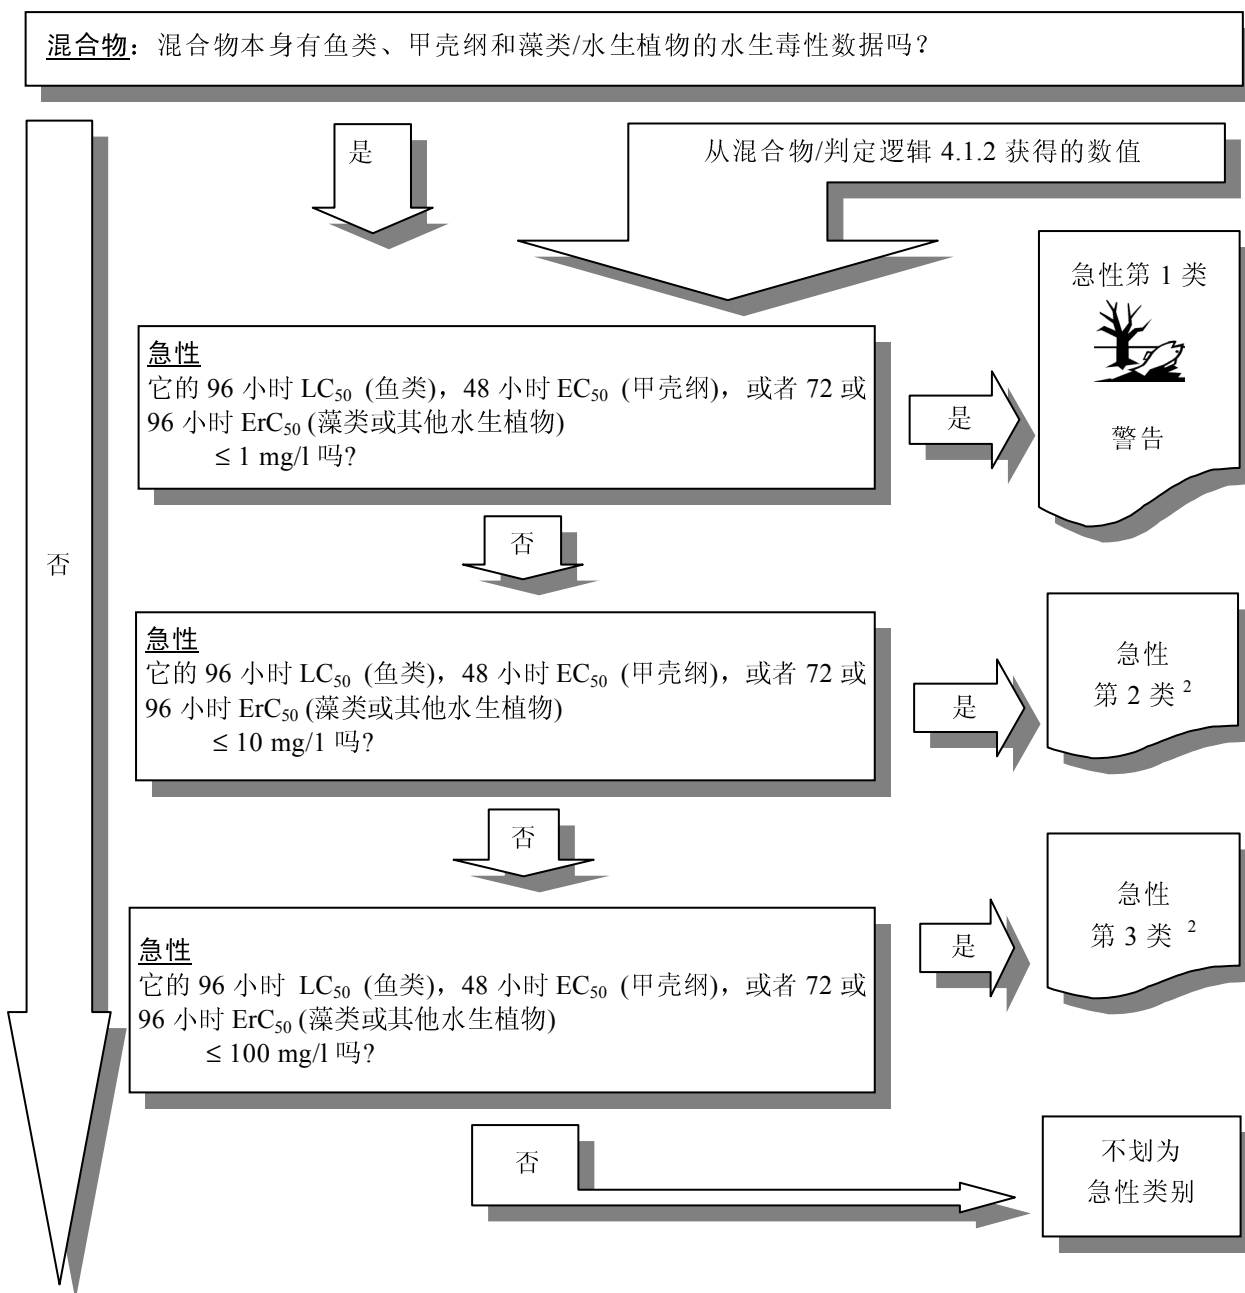 混合物：混合物本身有鱼类、甲壳纲和藻类/水生植物的水生毒性数据吗？
是
从混合物/判定逻辑 4.1.2 获得的数值
急性第 1 类
警告
急性
它的 96 小时 LC50 (鱼类)，48 小时 EC50 (甲壳纲)，或者 72 或
96 小时 ErC50 (藻类或其他水生植物)
≤ 1 mg/l 吗?
是
否
否
急性
它的 96 小时 LC50 (鱼类)，48 小时 EC50 (甲壳纲)，或者 72 或
96 小时 ErC50 (藻类或其他水生植物)
≤ 10 mg/1 吗?
是
急性
第 2 类 2
否
急性
它的 96 小时 LC50 (鱼类)，48 小时 EC50 (甲壳纲)，或者 72 或
96 小时 ErC50 (藻类或其他水生植物)
≤ 100 mg/l 吗?
是
急性
第 3 类 2
否
不划为
急性类别